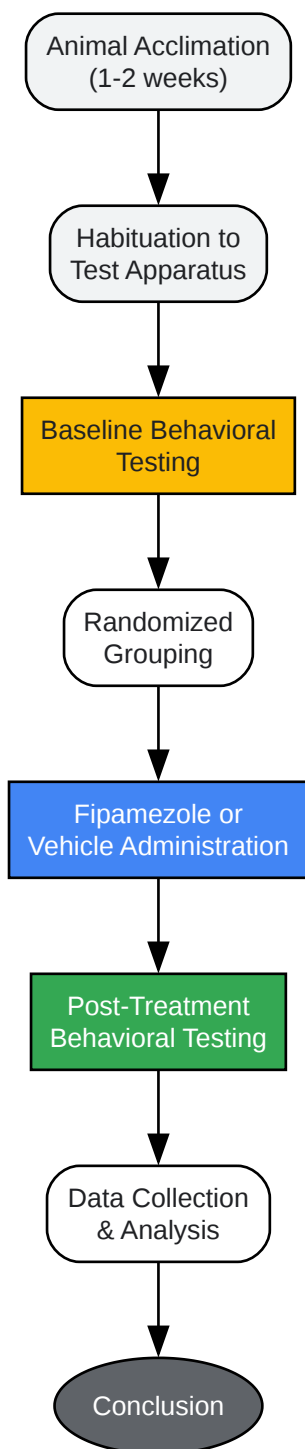 Animal Acclimation
(1-2 weeks)
Habituation to
Test Apparatus
Baseline Behavioral
Testing
Randomized
Grouping
Fipamezole or
Vehicle Administration
Post-Treatment
Behavioral Testing
Data Collection
& Analysis
Conclusion